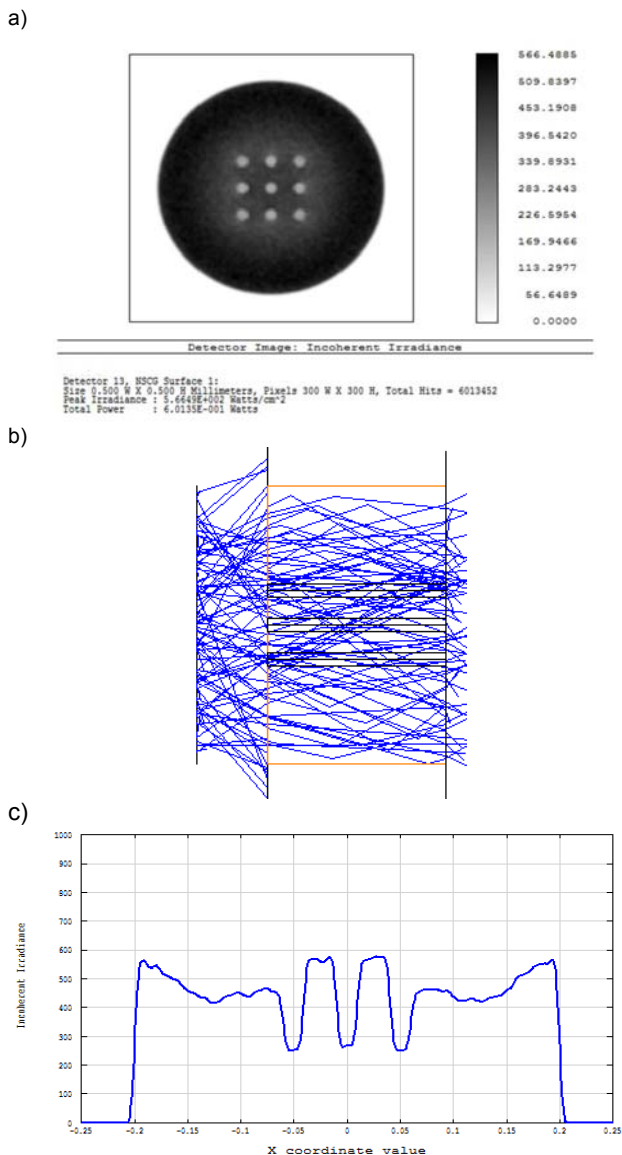 a)
566.4885
509.8397
453.1908
396.5420
339.8931
283.2443
226.5954
169.9466
113.2977
56.6489
0.0000
Detector Image: Incoherent Irradiance
Detector 13, NSCG Surface 1:
Size 0.500 W X 0.500 H Millimeters, Pixels 300 W X 300 H, Total Hits = 6013452
Peak Irradiance : 5.6649E+002 Watts/cm^2
Total Power : 6.0135E-001 Watts
b)
c)
1000
900
800
700
600
500
400
300
200
100
0
Incoherent Irradiance
-0.25 -0.2 -0.15 -0.1 -0.05 0 0.05 0.1 0.15 0.2 0.25
X coordinate value